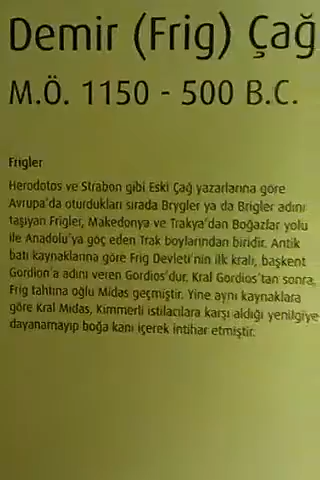 Demir (Frig) Çağ
M.Ö. 1150 - 500 B.C.
Frigler
Herodotos ve Strabon gibi Eski Çağ yazarlarına göre
Avrupa'da oturdukları sırada Brygler ya da Brigler adını
taşıyan Frigler, Makedonya ve Trakya'dan Boğazlar yolu
ile Anadolu'ya göç eden Trak boylarından biridir. Antik
batı kaynaklarına göre Frig Devleti'nin ilk kralı, başkent
Gordion'a adını veren Gordios'dur. Kral Gordios'tan sonra,
Frig tahtına oğlu Midas geçmiştir. Yine aynı kaynaklara
göre Kral Midas, Kimmerli istilacılara karşı aldığı yenilgiye
dayanamayıp boğa kanı içerek intihar etmiştir.